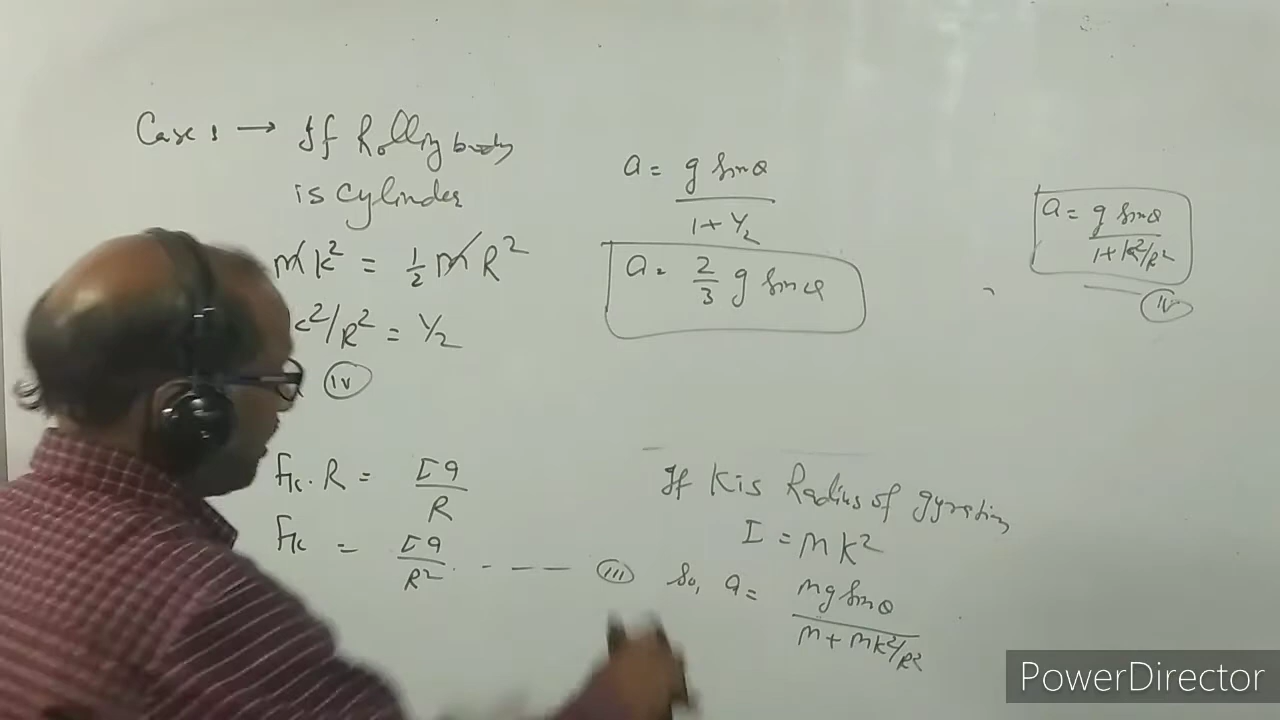 Case 1 → If Rolling body
is cylinder
mk² = 1/2 mR²
k²/R² = 1/2
(iv)
a = g sinθ / 1 + 1/2
a = 2/3 g sinθ
a = g sinθ / 1 + k²/R²
(iv)
fk . R = Ia / R
fk = Ia / R² - - - - (iii)
If K is Radius of gyration
I = mk²
So, a = mg sinθ / m + mk²/R²
PowerDirector